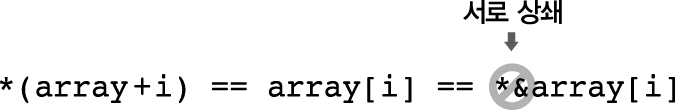 서로 상쇄
*(array+i) == array[i] == *&array[i]